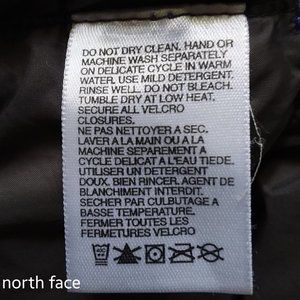 DO NOT DRY CLEAN. HAND OR
MACHINE WASH SEPARATELY
ON DELICATE CYCLE IN WARM
WATER. USE MILD DETERGENT.
RINSE WELL. DO NOT BLEACH.
TUMBLE DRY AT LOW HEAT.
SECURE ALL VELCRO
CLOSURES.
NE PAS NETTOYER A SEC.
LAVER A LA MAIN OU A LA
MACHINE SEPAREMENT A
CYCLE DELICAT A L'EAU TIEDE.
UTILISER UN DETERGENT
DOUX. BIEN RINCER. AGENT DE
BLANCHIMENT INTERDIT.
SECHER PAR CULBUTAGE A
BASSE TEMPERATURE.
FERMER TOUTES LES
FERMETURES VELCRO
north face